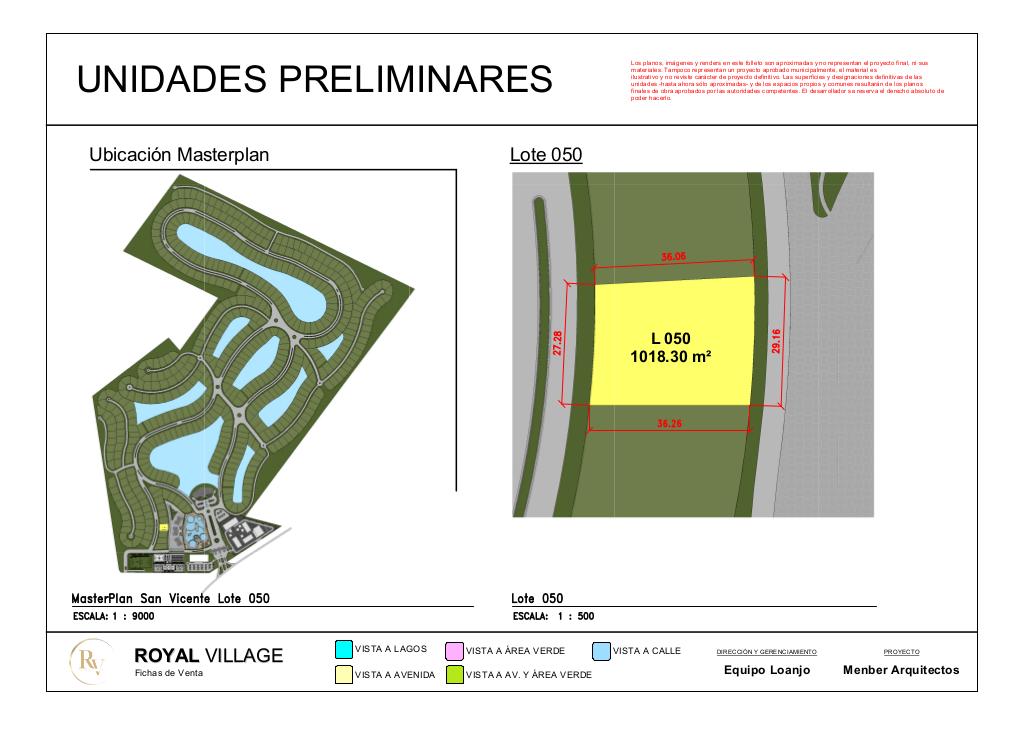 UNIDADES PRELIMINARES
Los planos, imágenes y renders en este folleto son aproximadas y no representan el proyecto final, ni sus
materiales. Tampoco representan un proyecto aprobado municipalmente, el material es
ilustrativo y no reviste carácter de proyecto definitivo. Las superficies y designaciones definitivas de las
unidades -hasta ahora sólo aproximadas- y de los espacios propios y comunes resultarán de los planos
finales de obra aprobados por las autoridades competentes. El desarrollador se reserva el derecho absoluto de
poder hacerlo.
Ubicación Masterplan
Lote 050
36.06
27.28
L 050
1018.30 m²
29.16
36.26
MasterPlan San Vicente Lote 050
ESCALA: 1 : 9000
Lote 050
ESCALA: 1 : 500
RV
ROYAL VILLAGE
Fichas de Venta
VISTA A LAGOS
VISTA A ÁREA VERDE
VISTA A CALLE
VISTA A AVENIDA
VISTA A AV. Y ÁREA VERDE
DIRECCIÓN Y GERENCIAMIENTO
Equipo Loanjo
PROYECTO
Menber Arquitectos